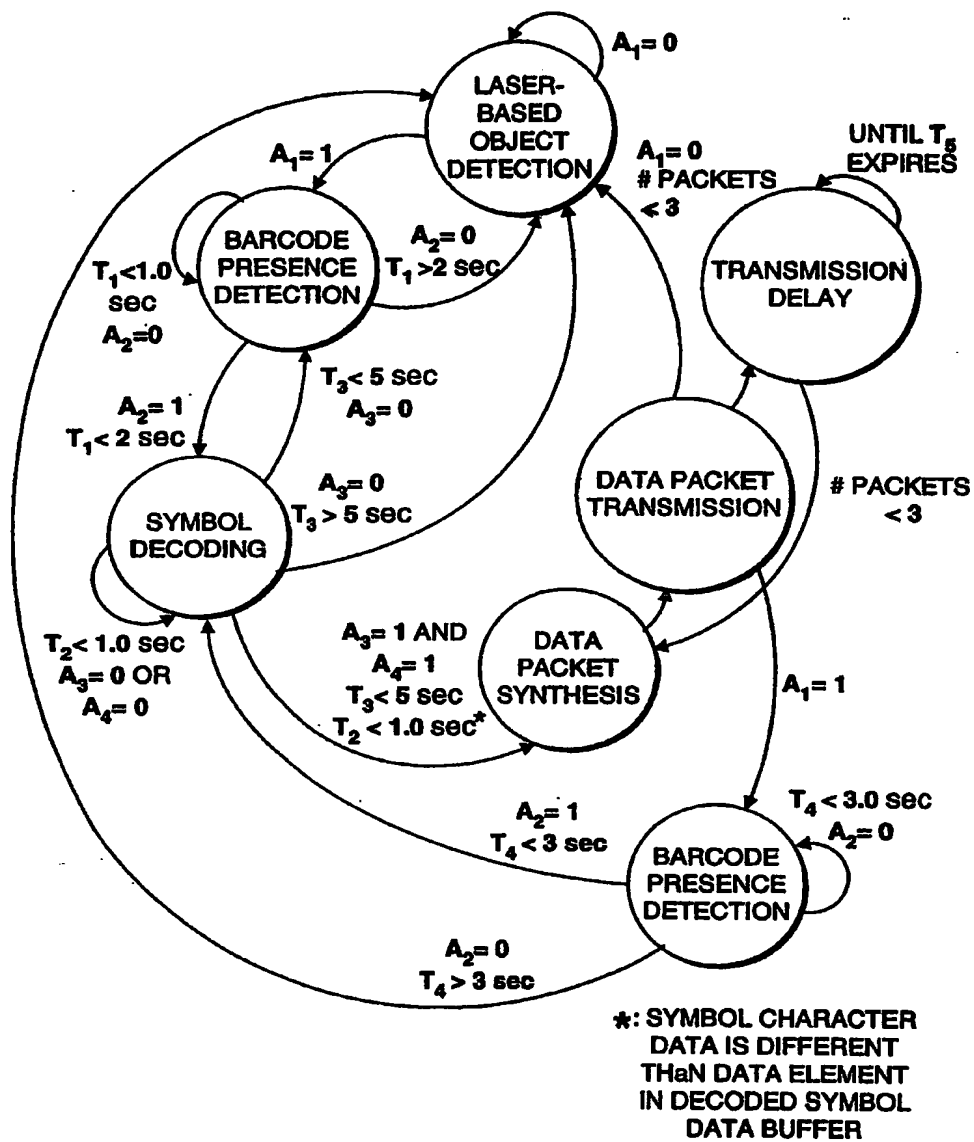 A1= 0
LASER-
BASED
OBJECT
DETECTION
A1= 1
A1= 0
# PACKETS
< 3
UNTIL T5
EXPIRES
BARCODE
PRESENCE
DETECTION
A2= 0
T1 >2 sec
TRANSMISSION
DELAY
T1<1.0
sec
A2=0
T3< 5 sec
A3= 0
A2= 1
T1< 2 sec
A3= 0
T3 > 5 sec
SYMBOL
DECODING
DATA PACKET
TRANSMISSION
# PACKETS
< 3
T2< 1.0 sec
A3= 0 OR
A4= 0
A3= 1 AND
A4= 1
T3< 5 sec
T2 < 1.0 sec*
DATA
PACKET
SYNTHESIS
A1= 1
A2= 1
T4< 3 sec
T4 < 3.0 sec
A2= 0
BARCODE
PRESENCE
DETECTION
A2= 0
T4 > 3 sec
*: SYMBOL CHARACTER
DATA IS DIFFERENT
THaN DATA ELEMENT
IN DECODED SYMBOL
DATA BUFFER